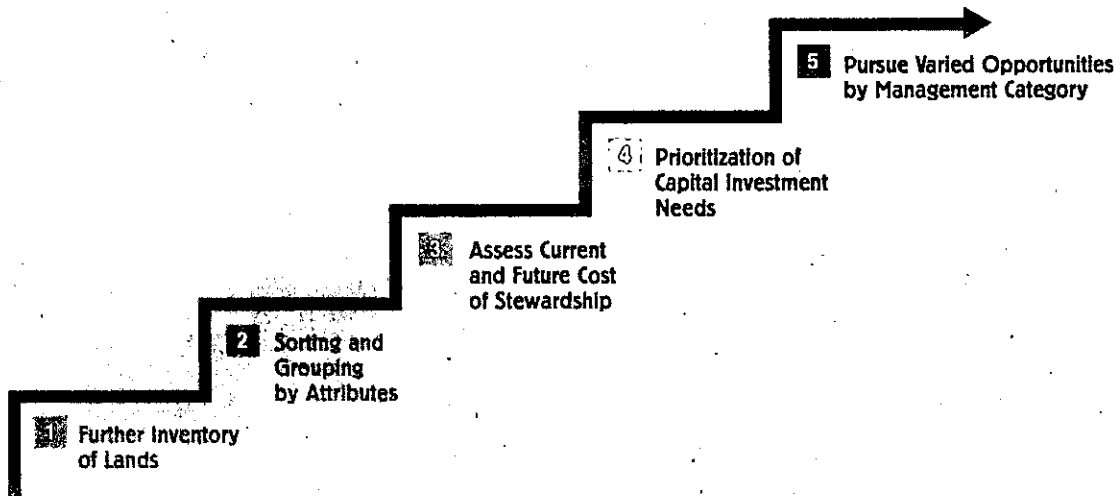 5 Pursue Varied Opportunities
by Management Category
4 Prioritization of
Capital Investment
Needs
3 Assess Current
and Future Cost
of Stewardship
2 Sorting and
Grouping
by Attributes
1 Further Inventory
of Lands